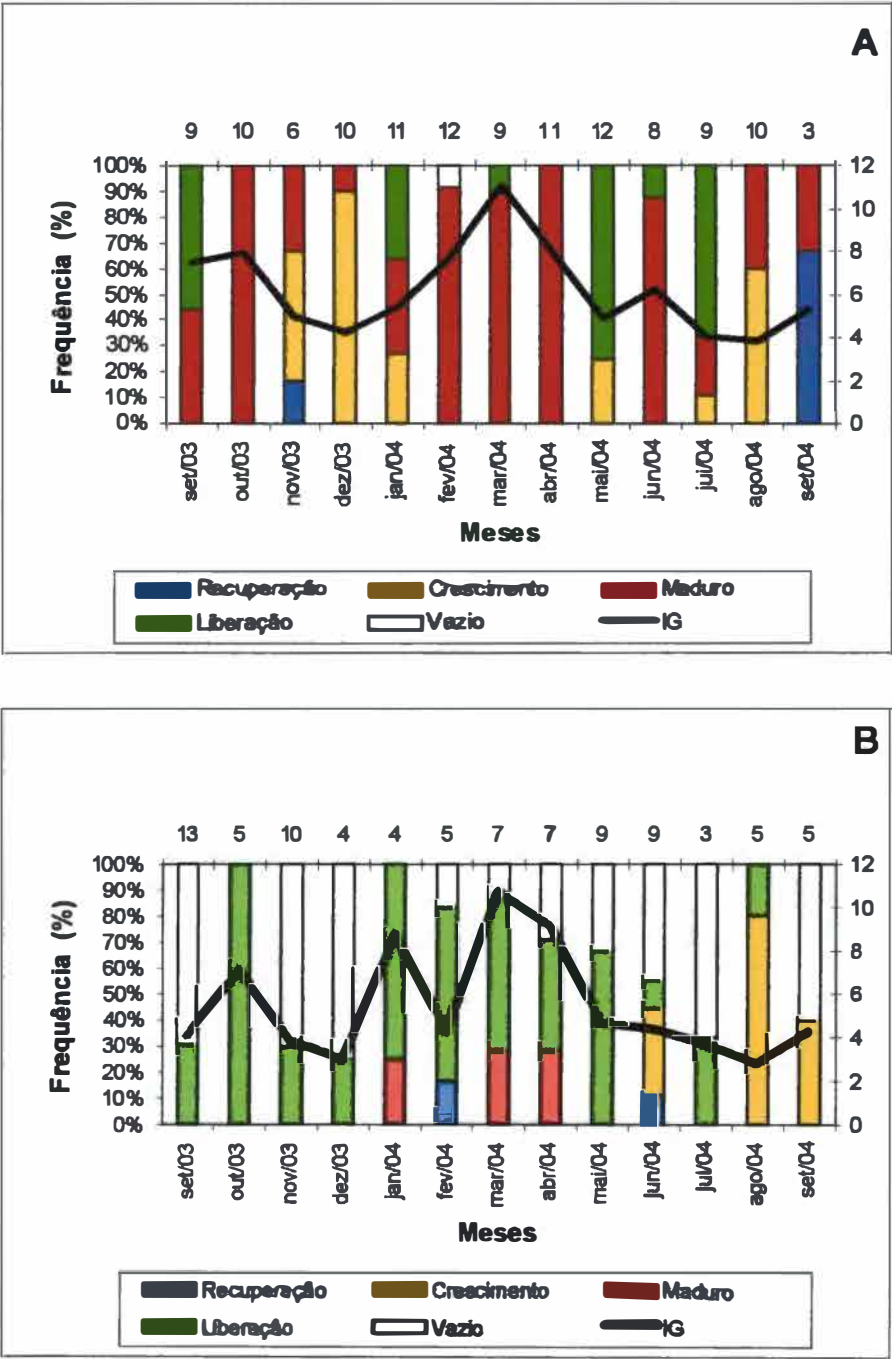 A
9 10 6 10 11 12 9 11 12 8 9 10 3
100%
90%
80%
70%
60%
50%
40%
30%
20%
10%
0%
12
10
8
6
4
2
0
Frequência (%)
set/03 out/03 nov/03 dez/03 jan/04 fev/04 mar/04 abr/04 mai/04 jun/04 jul/04 ago/04 set/04
Meses
Recuperação Crescimento Maduro
Liberação Vazio IG
B
13 5 10 4 4 5 7 7 9 9 3 5 5
100%
90%
80%
70%
60%
50%
40%
30%
20%
10%
0%
12
10
8
6
4
2
0
Frequência (%)
set/03 out/03 nov/03 dez/03 jan/04 fev/04 mar/04 abr/04 mai/04 jun/04 jul/04 ago/04 set/04
Meses
Recuperação Crescimento Maduro
Liberação Vazio IG